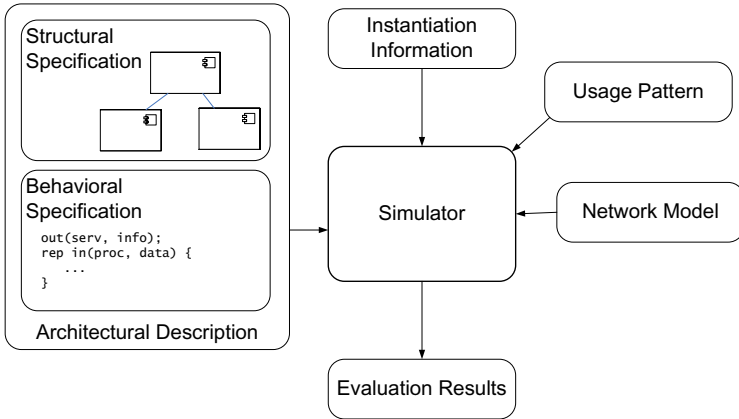 Structural
Specification
Behavioral
Specification
out(serv, info);
rep in(proc, data) {
...
}
Architectural Description
Instantiation
Information
Usage Pattern
Simulator
Network Model
Evaluation Results